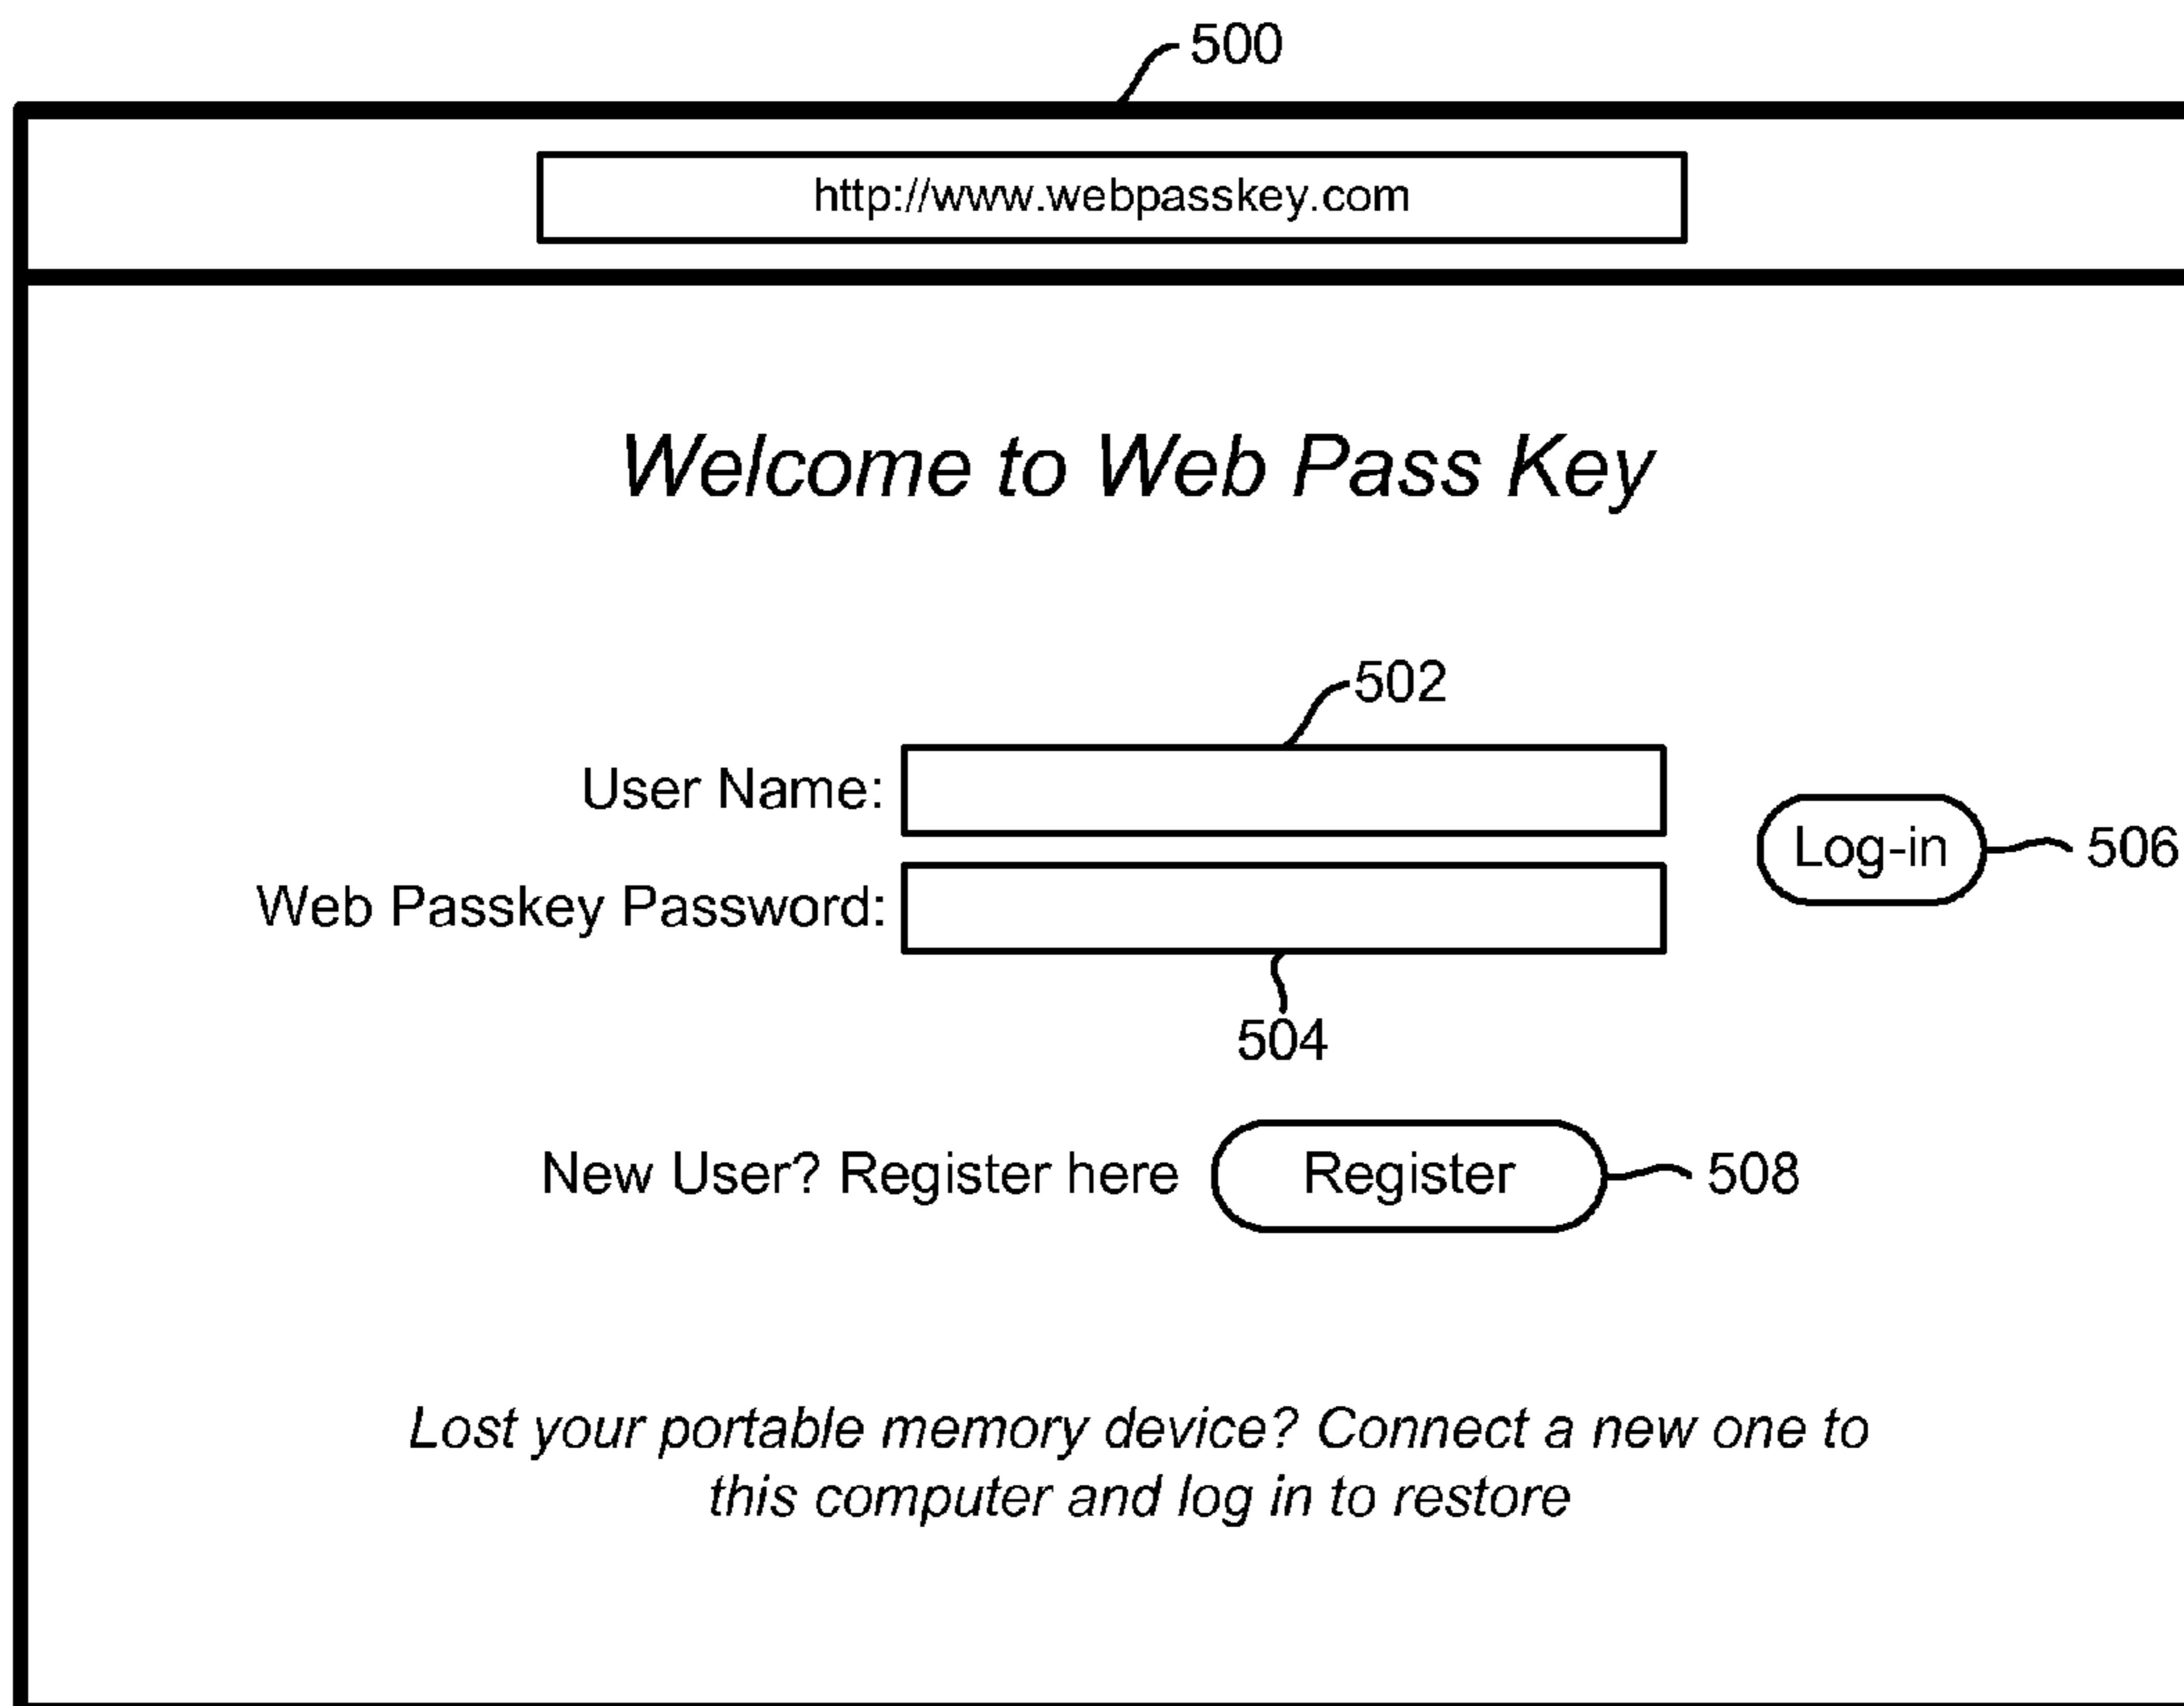 500
http://www.webpasskey.com
Welcome to Web Pass Key
502
User Name:
Log-in 506
Web Passkey Password:
504
New User? Register here Register 508
Lost your portable memory device? Connect a new one to
this computer and log in to restore